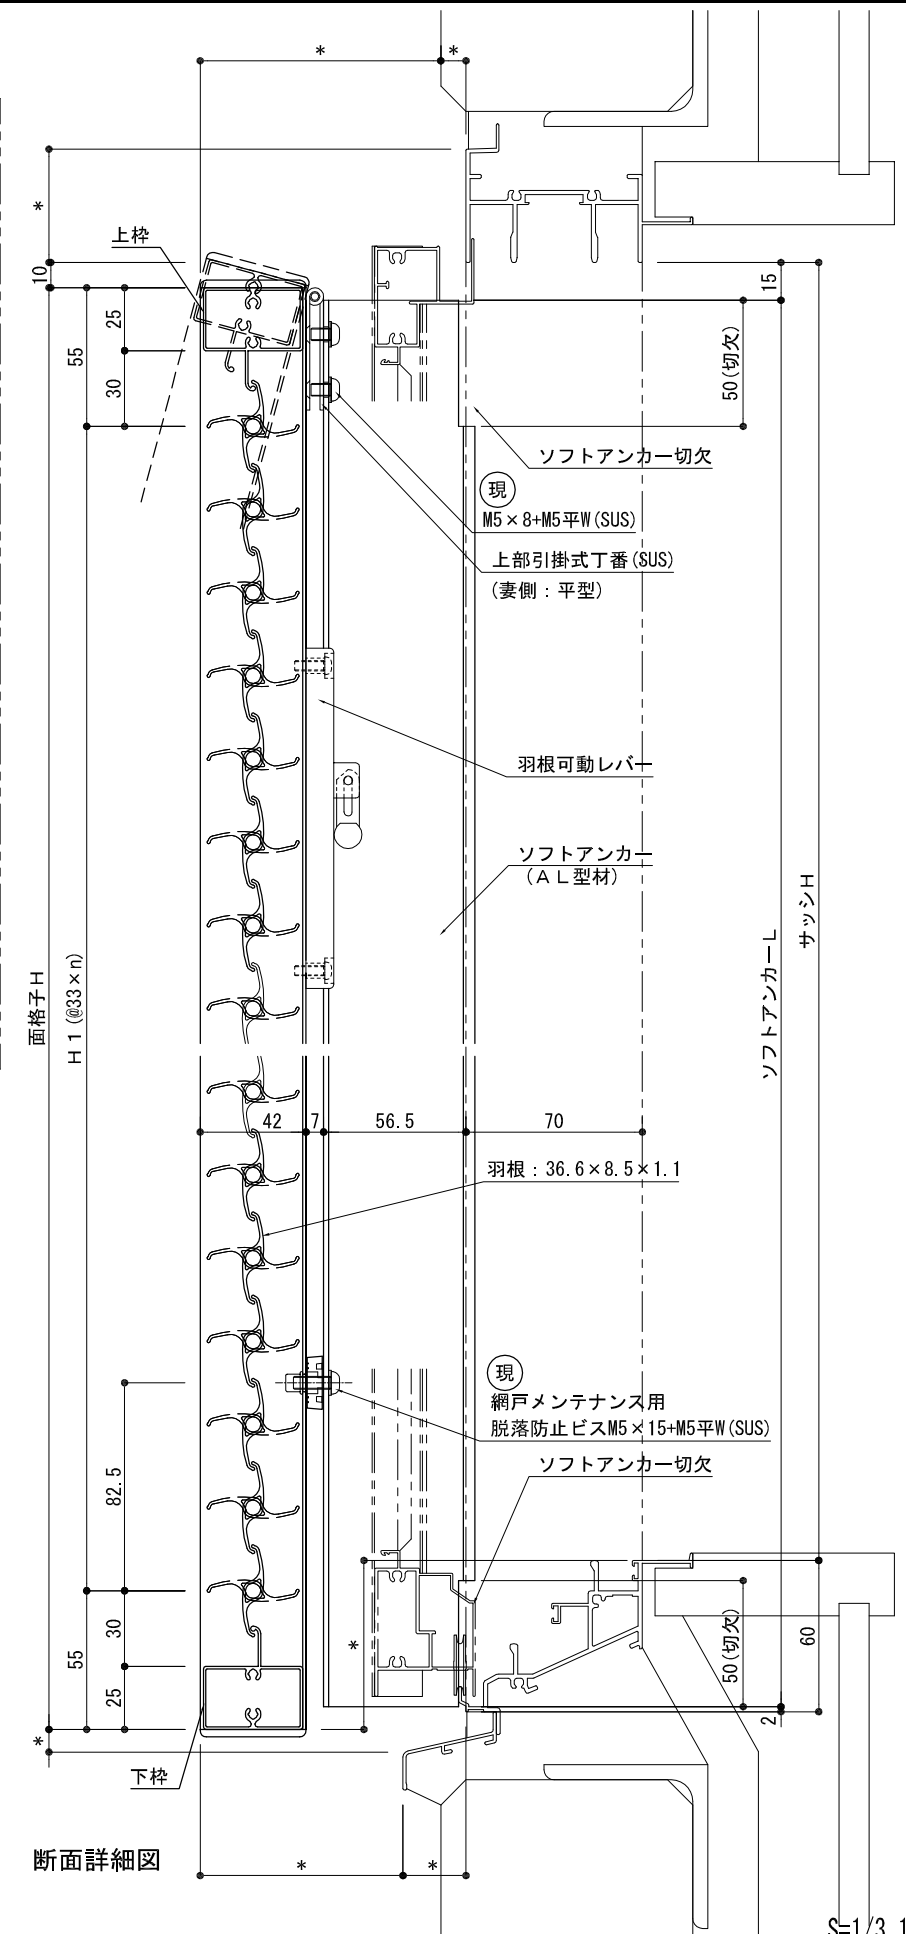 *
*
*
上枠
10
15
25
55
30
50(切欠)
ソフトアンカー切欠
現
M5×8+M5平W(SUS)
上部引掛式丁番(SUS)
(妻側：平型)
羽根可動レバー
ソフトアンカー
(ＡＬ型材)
サッシH
ソフトアンカーL
面格子H
H1(@33×n)
42
7
56.5
70
羽根：36.6×8.5×1.1
現
網戸メンテナンス用
脱落防止ビスM5×15+M5平W(SUS)
ソフトアンカー切欠
82.5
30
55
25
*
50(切欠)
60
2
*
下枠
断面詳細図
*
*
S=1/3